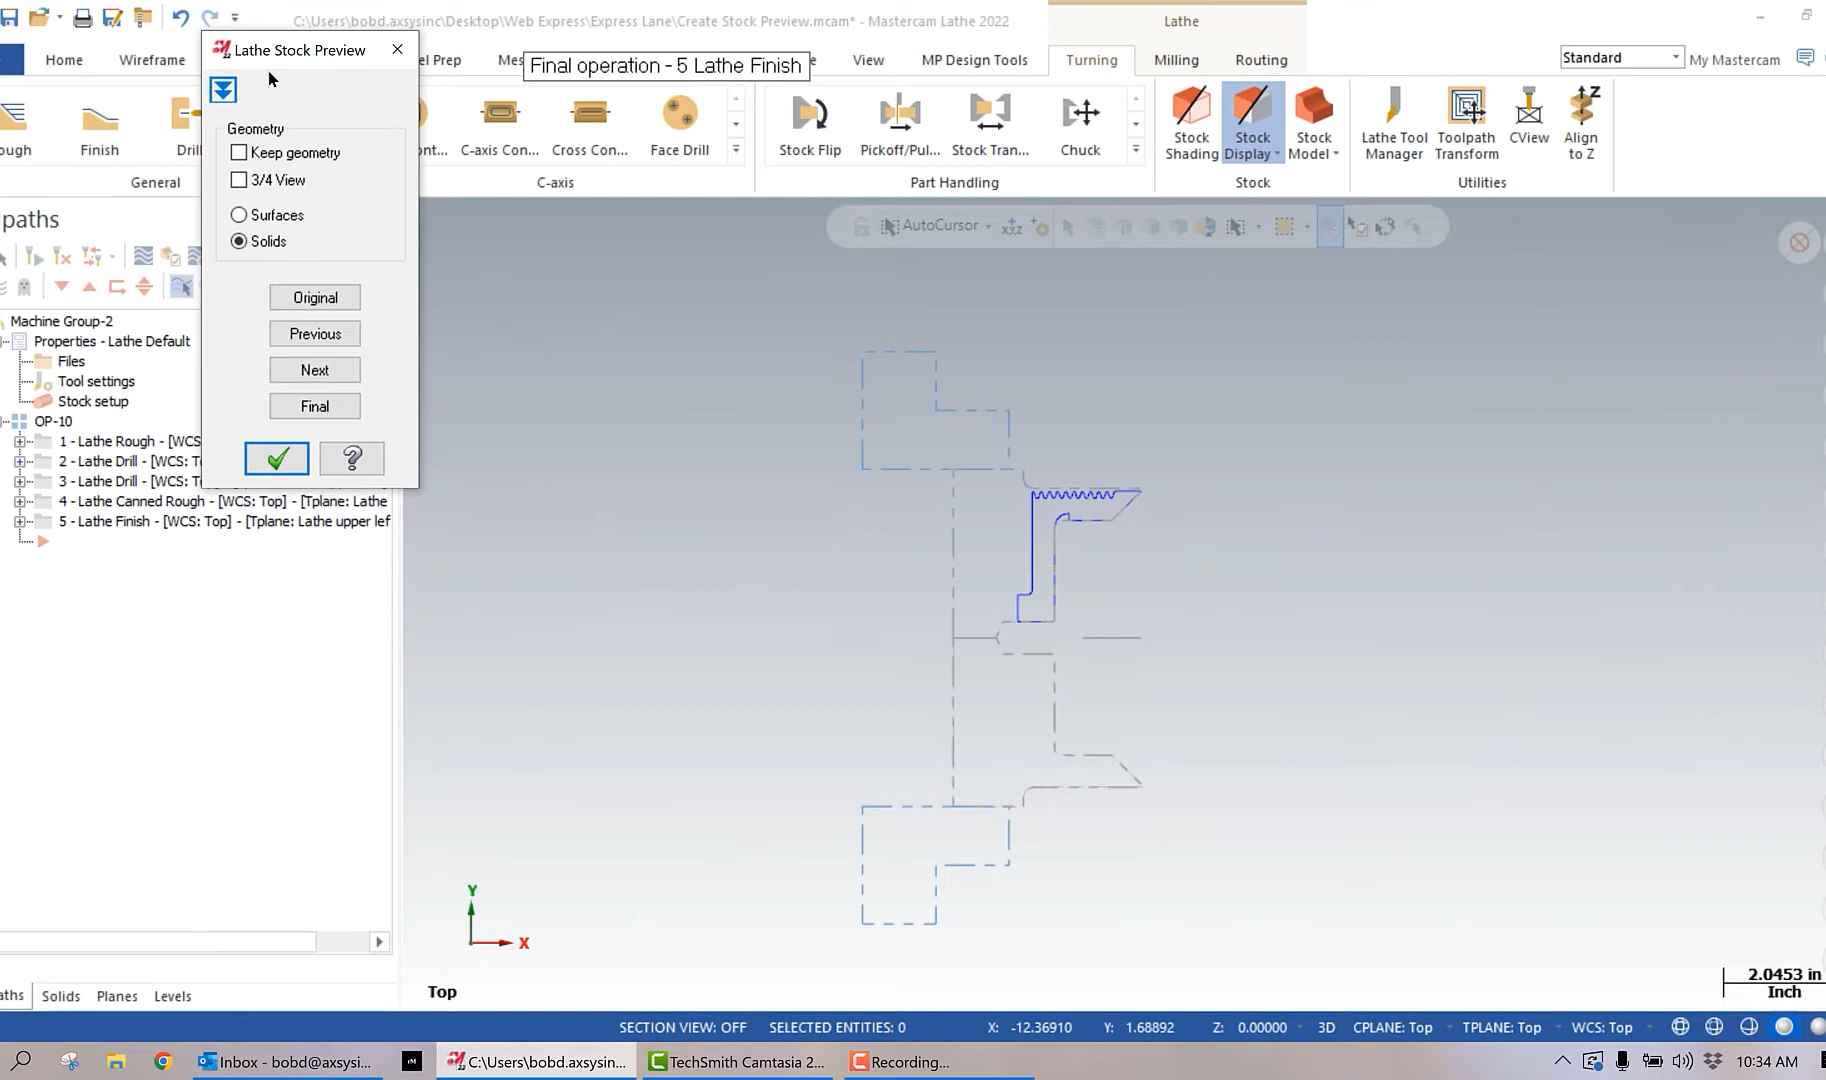 C:\Users\bobd.axsysinc\Desktop\Web Express\Express Lane\Create Stock Preview.mcam* - Mastercam Lathe 2022
Lathe
Lathe Stock Preview
Home
Wireframe
Mes
el Prep
Final operation - 5 Lathe Finish
View
MP Design Tools
Turning
Milling
Routing
Standard
My Mastercam
ough
Finish
Drill
General
ont...
C-axis Con...
Cross Con...
Face Drill
C-axis
Stock Flip
Pickoff/Pul...
Stock Tran...
Chuck
Part Handling
Stock Shading
Stock Display
Stock Model
Stock
Lathe Tool Manager
Toolpath Transform
CView
Align to Z
Utilities
Geometry
Keep geometry
3/4 View
Surfaces
Solids
Original
Previous
Next
Final
paths
AutoCursor
Machine Group-2
Properties - Lathe Default
Files
Tool settings
Stock setup
OP-10
1 - Lathe Rough - [WCS
2 - Lathe Drill - [WCS: T
3 - Lathe Drill - [WCS: T
4 - Lathe Canned Rough - [WCS: Top] - [Tplane: Lathe
5 - Lathe Finish - [WCS: Top] - [Tplane: Lathe upper lef
Y
X
Top
2.0453 in
Inch
aths
Solids
Planes
Levels
SECTION VIEW: OFF
SELECTED ENTITIES: 0
X: -12.36910
Y: 1.68892
Z: 0.00000
3D
CPLANE: Top
TPLANE: Top
WCS: Top
Inbox - bobd@axsysi...
C:\Users\bobd.axsysin...
TechSmith Camtasia 2...
Recording...
10:34 AM